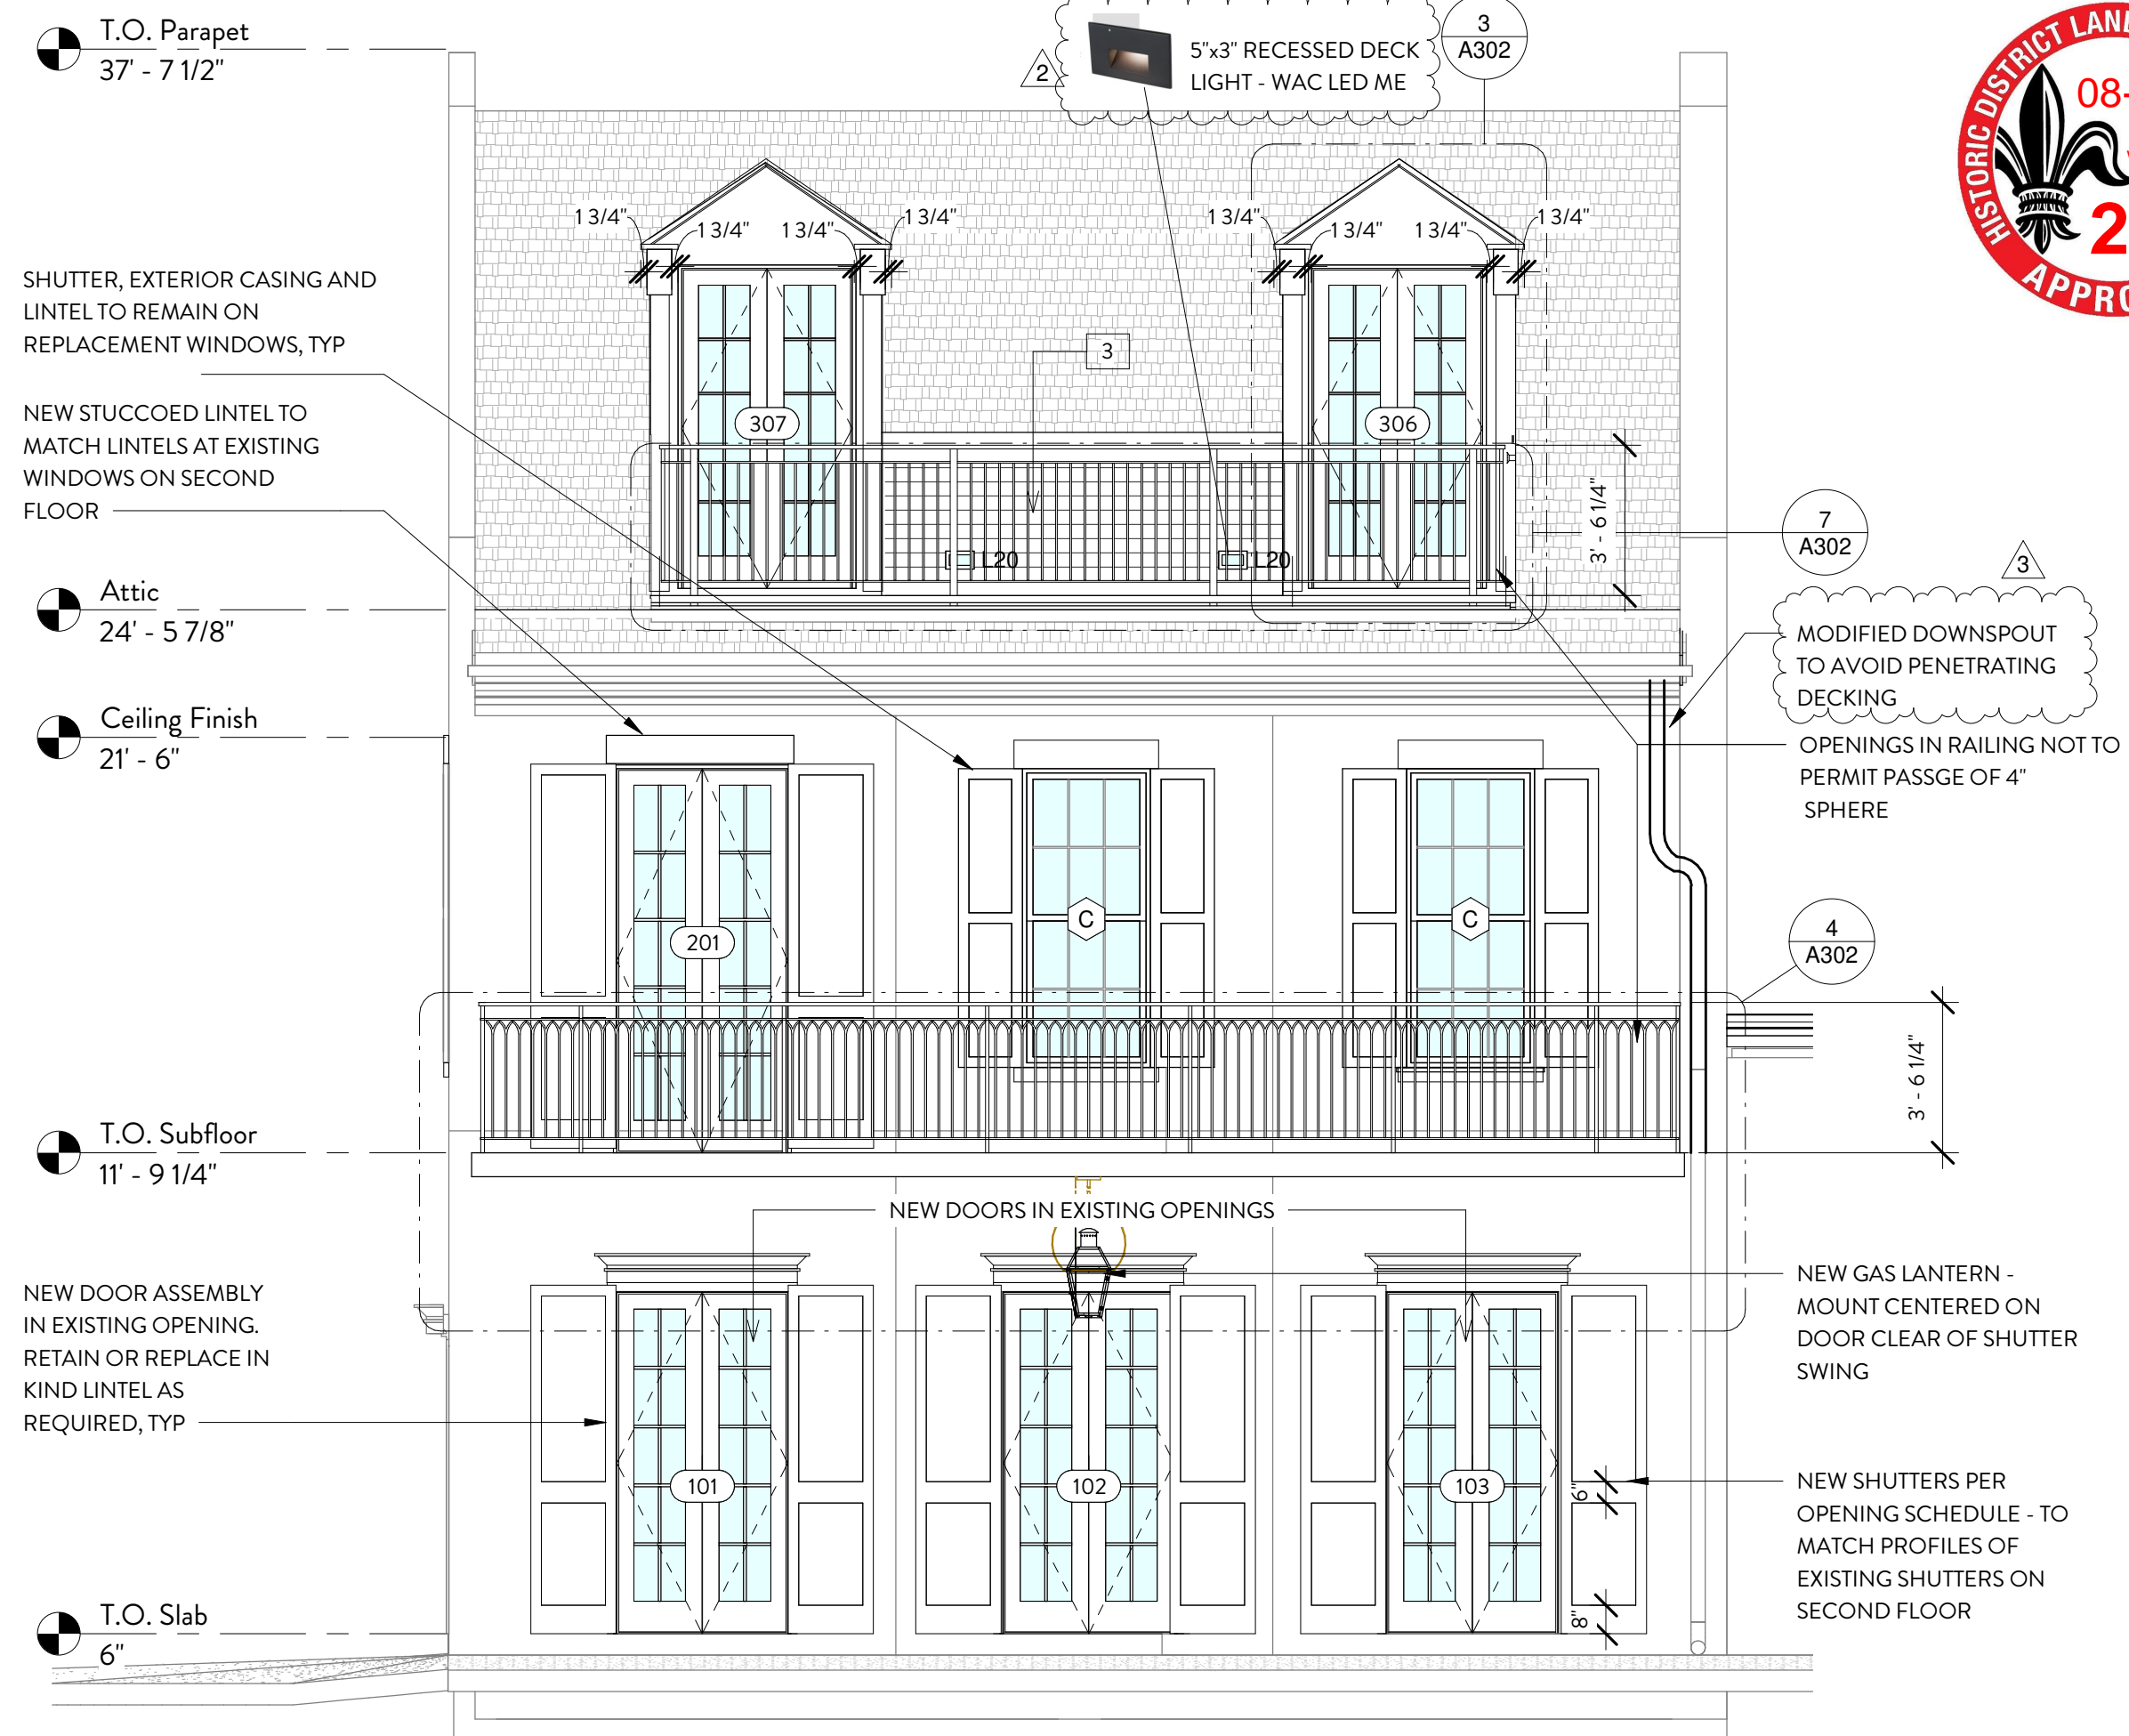 T.O. Parapet
37' - 7 1/2"
2
5"x3" RECESSED DECK
LIGHT - WAC LED ME
3
A302
HISTORIC DISTRICT
08-
2
1 3/4"
1 3/4"
1 3/4"
1 3/4"
1 3/4"
1 3/4"
1 3/4"
1 3/4"
SHUTTER, EXTERIOR CASING AND
LINTEL TO REMAIN ON
REPLACEMENT WINDOWS, TYP
3
NEW STUCCOED LINTEL TO
MATCH LINTELS AT EXISTING
WINDOWS ON SECOND
FLOOR
307
306
3' - 6 1/4"
7
A302
L20
L20
Attic
24' - 5 7/8"
3
MODIFIED DOWNSPOUT
TO AVOID PENETRATING
DECKING
Ceiling Finish
21' - 6"
OPENINGS IN RAILING NOT TO
PERMIT PASSGE OF 4"
SPHERE
201
C
C
4
A302
3' - 6 1/4"
T.O. Subfloor
11' - 9 1/4"
NEW DOORS IN EXISTING OPENINGS
NEW DOOR ASSEMBLY
IN EXISTING OPENING.
RETAIN OR REPLACE IN
KIND LINTEL AS
REQUIRED, TYP
NEW GAS LANTERN -
MOUNT CENTERED ON
DOOR CLEAR OF SHUTTER
SWING
101
102
103
6"
8"
NEW SHUTTERS PER
OPENING SCHEDULE - TO
MATCH PROFILES OF
EXISTING SHUTTERS ON
SECOND FLOOR
T.O. Slab
6"